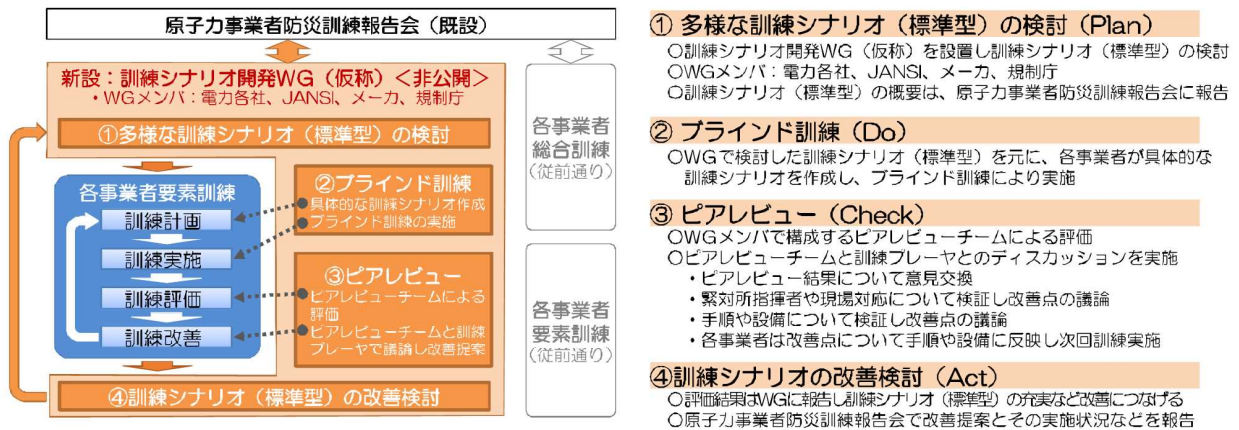 原子力事業者防災訓練報告会（既設）
新設：訓練シナリオ開発WG（仮称）＜非公開＞
・WGメンバ：電力各社、JANSI、メーカ、規制庁
①多様な訓練シナリオ（標準型）の検討
各事業者要素訓練
訓練計画
訓練実施
訓練評価
訓練改善
②ブラインド訓練
●具体的な訓練シナリオ作成
●ブラインド訓練の実施
③ピアレビュー
●ピアレビューチームによる
評価
●ピアレビューチームと訓練
プレーヤで議論し改善提案
④訓練シナリオ（標準型）の改善検討
各事業者
総合訓練
（従前通り）
各事業者
要素訓練
（従前通り）
① 多様な訓練シナリオ（標準型）の検討（Plan）
○訓練シナリオ開発WG（仮称）を設置し訓練シナリオ（標準型）の検討
○WGメンバ：電力各社、JANSI、メーカ、規制庁
○訓練シナリオ（標準型）の概要は、原子力事業者防災訓練報告会に報告
② ブラインド訓練（Do）
○WGで検討した訓練シナリオ（標準型）を元に、各事業者が具体的な
訓練シナリオを作成し、ブラインド訓練により実施
③ ピアレビュー（Check）
○WGメンバで構成するピアレビューチームによる評価
○ピアレビューチームと訓練プレーヤとのディスカッションを実施
・ピアレビュー結果について意見交換
・緊対所指揮者や現場対応について検証し改善点の議論
・手順や設備について検証し改善点の議論
・各事業者は改善点について手順や設備に反映し次回訓練実施
④訓練シナリオの改善検討（Act）
○評価結果はWGに報告し訓練シナリオ（標準型）の充実など改善につなげる
○原子力事業者防災訓練報告会で改善提案とその実施状況などを報告